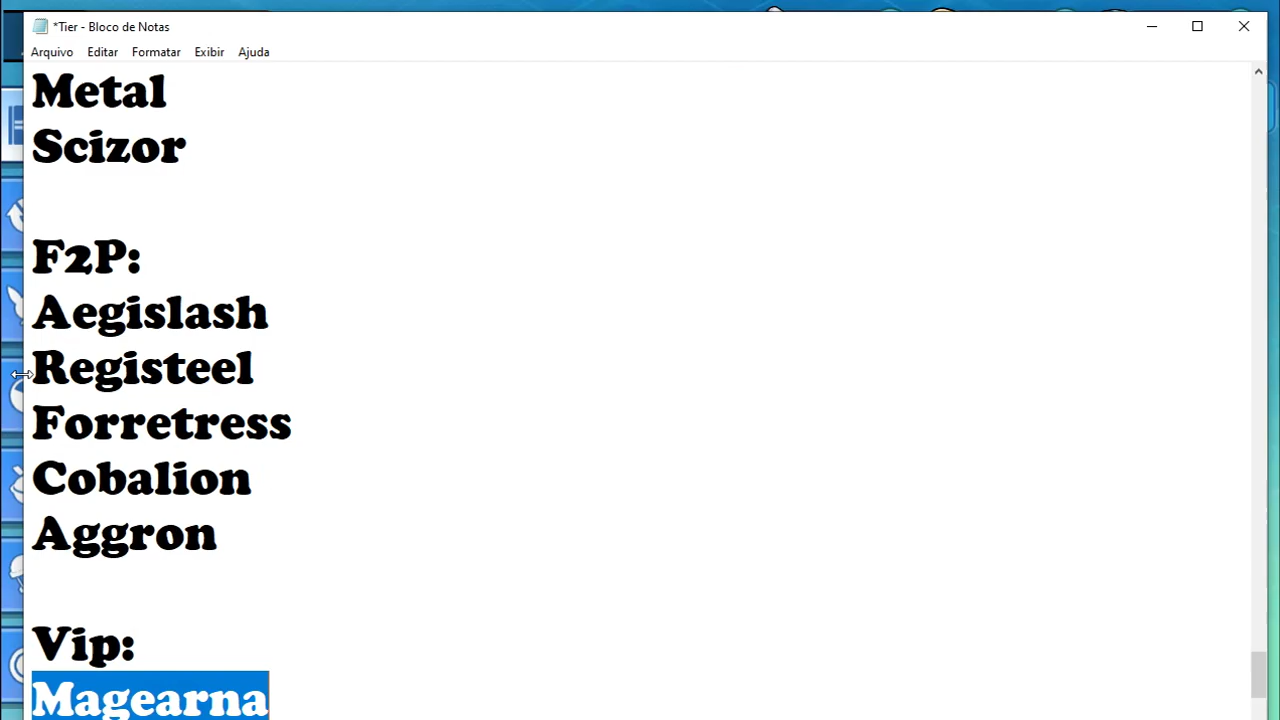 *Tier - Bloco de Notas
Arquivo Editar Formatar Exibir Ajuda
Metal
Scizor
F2P:
Aegislash
Registeel
Forretress
Cobalion
Aggron
Vip:
Magearna